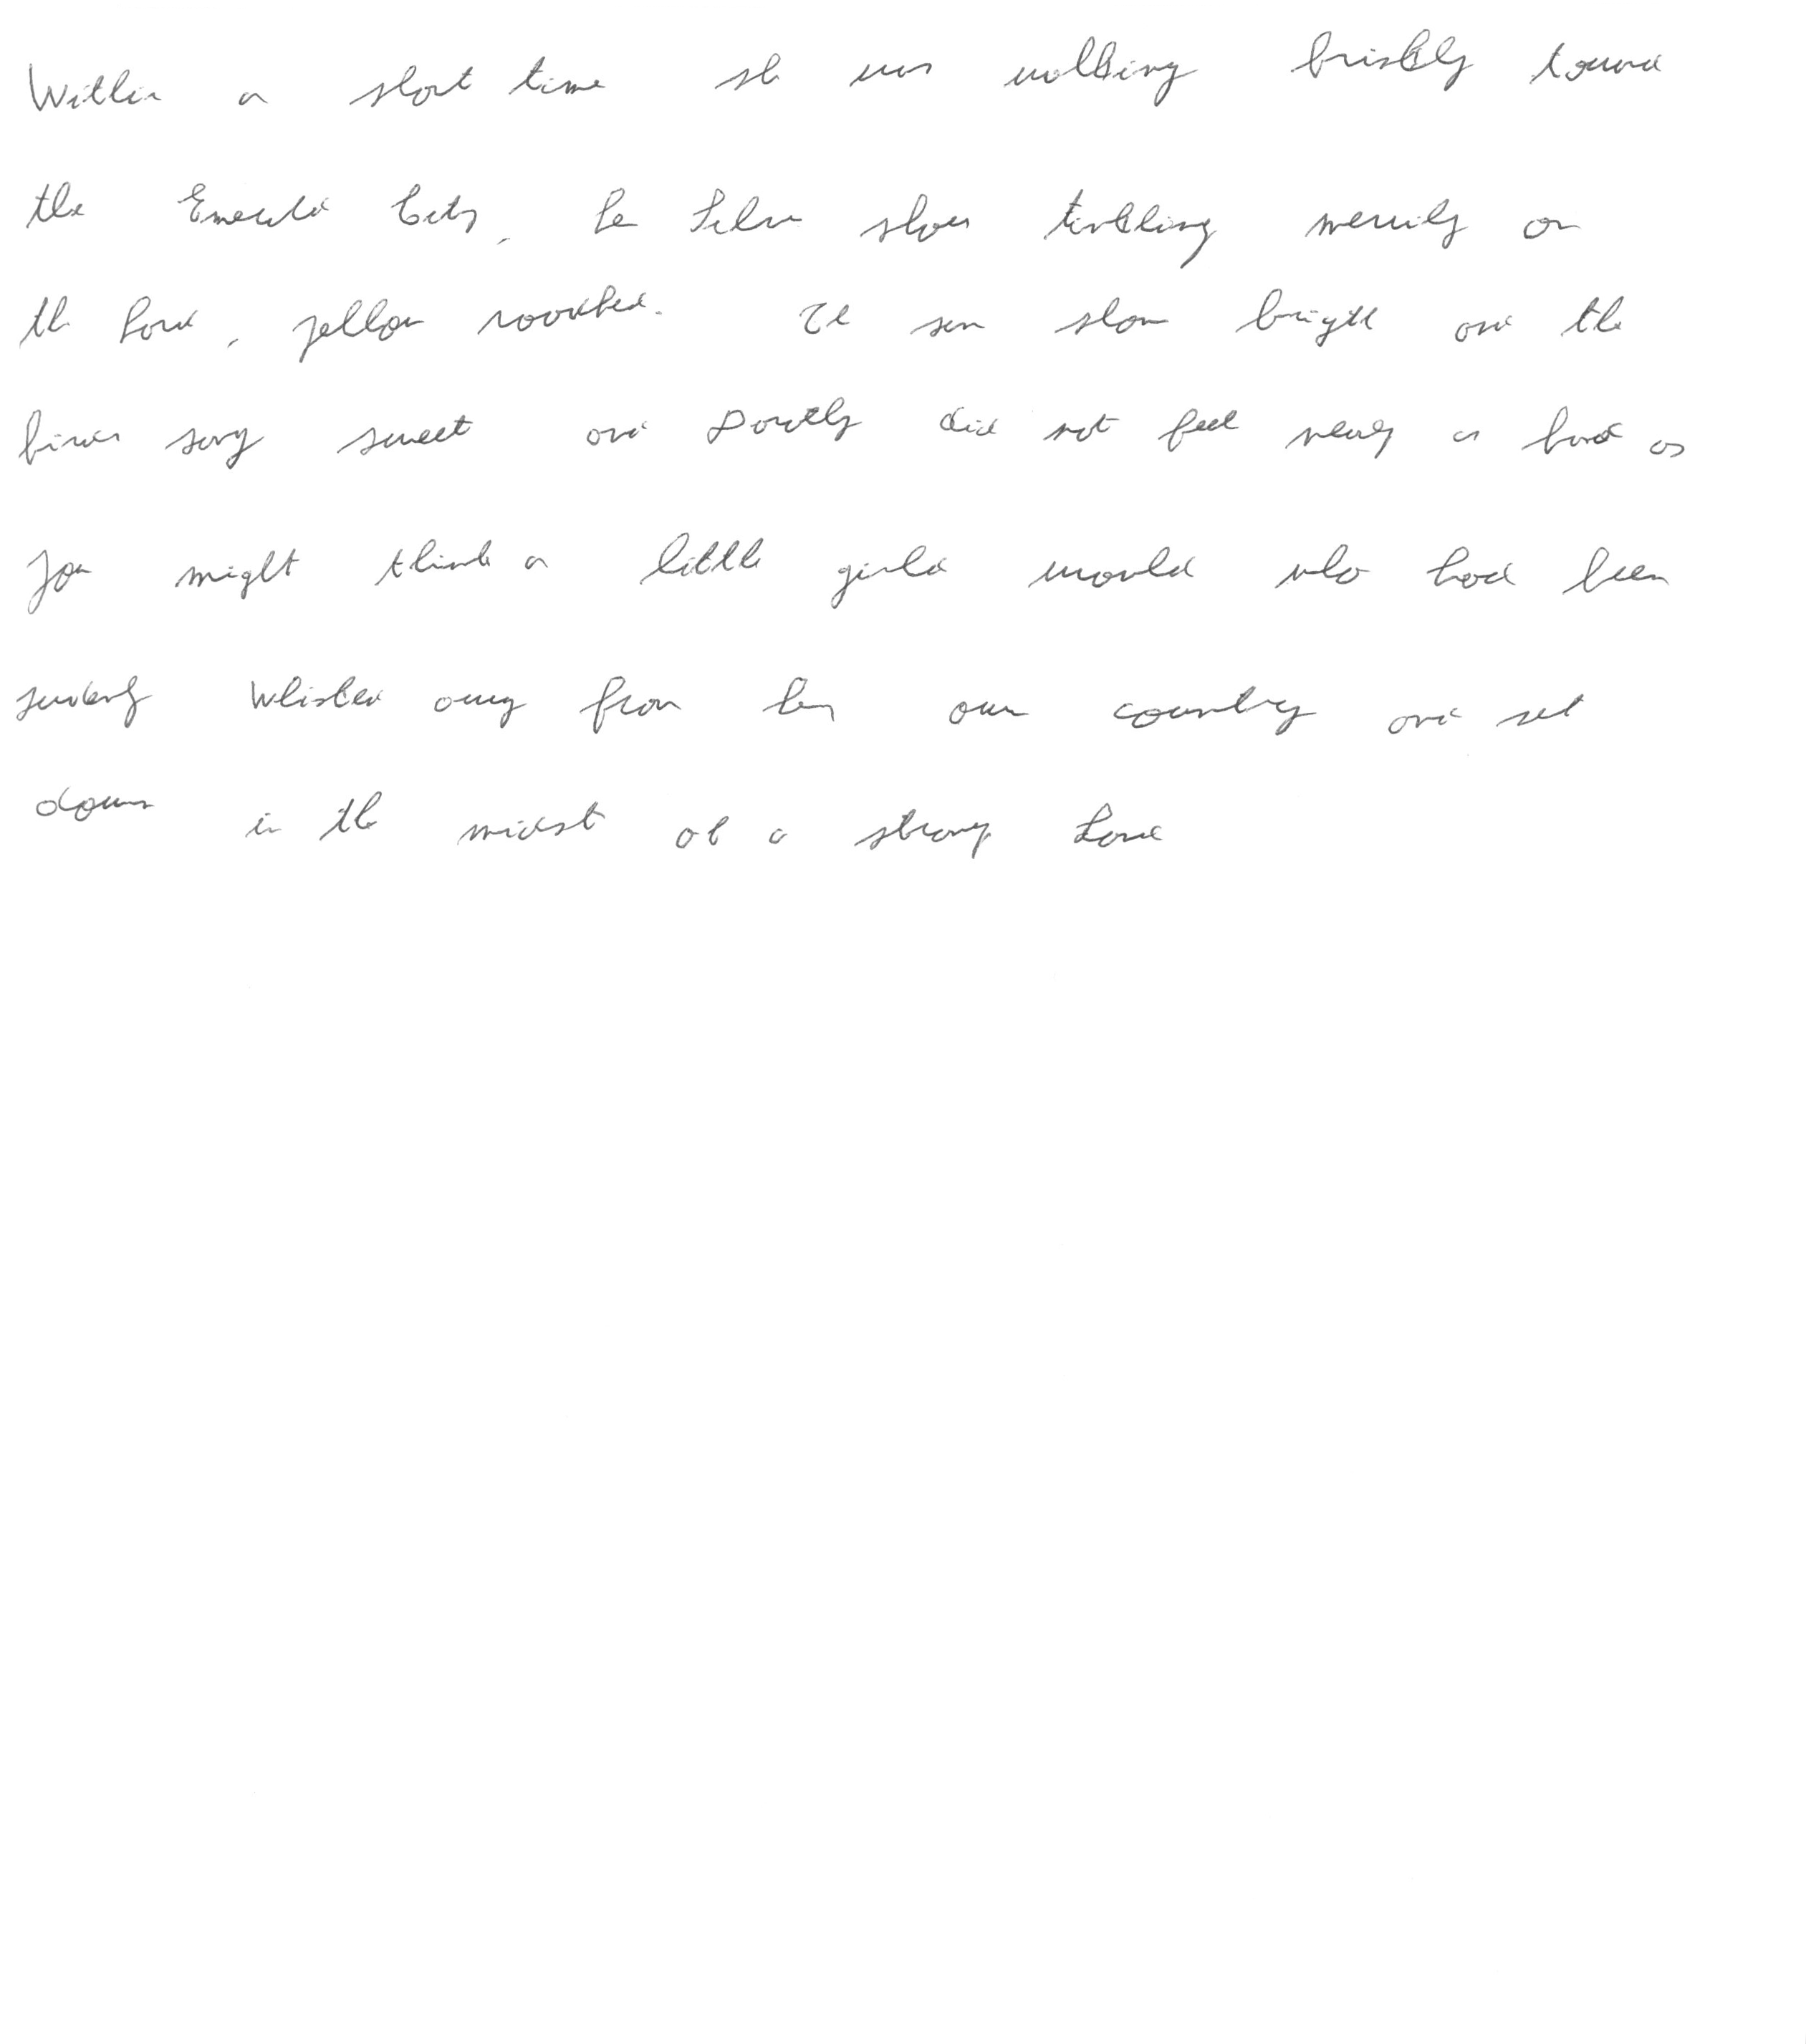 Within a short time she was walking briskly toward
the Emerald City, her Silver shoes tinkling merrily on
the hard, yellow roadbed. The sun shone bright and the
birds sang sweet and Dorothy did not feel nearly as bad as
you might think a little girl would who had been
suddenly whisked away from her own country and set
down in the midst of a strange land